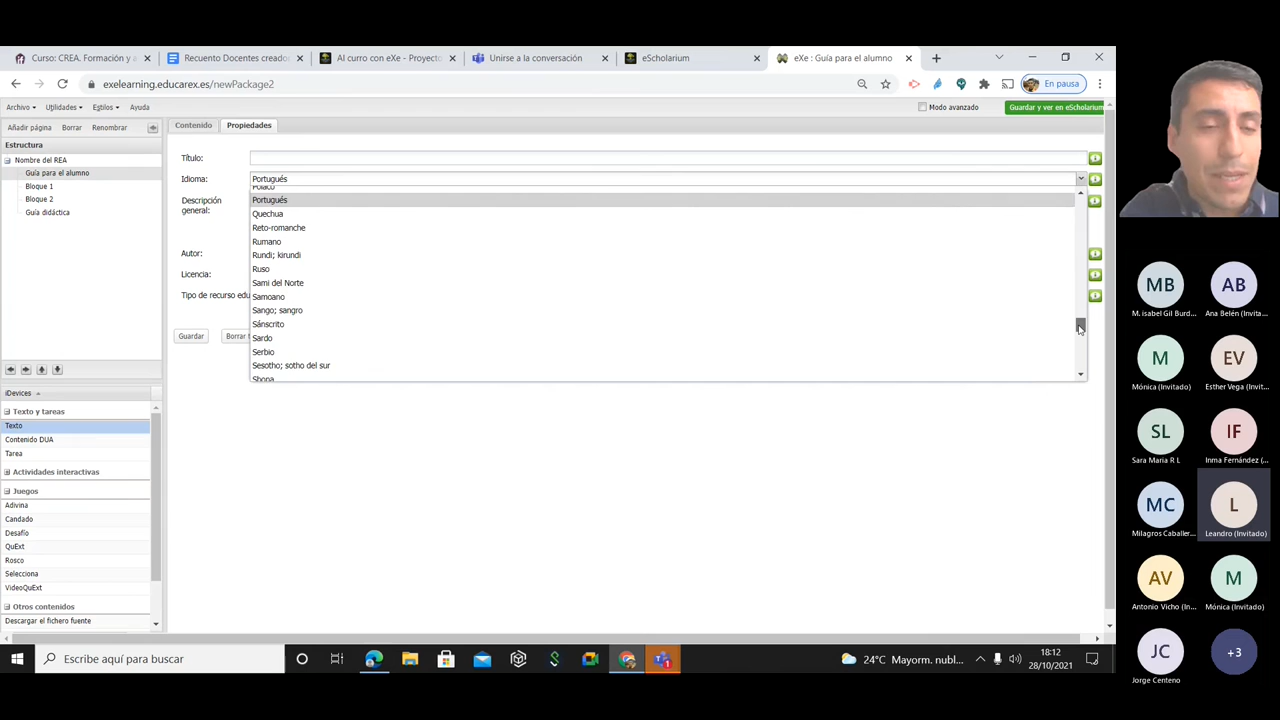 Curso: CREA. Formación y a
Recuento Docentes creado
Al curro con eXe - Proyecto
Unirse a la conversación
eScholarium
eXe : Guía para el alumno
exelearning.educarex.es/newPackage2
En pausa
Archivo
Utilidades
Estilos
Ayuda
Modo avanzado
Guardar y ver en eScholarium
Añadir página
Borrar
Renombrar
Contenido
Propiedades
Estructura
Nombre del REA
Guía para el alumno
Bloque 1
Bloque 2
Guía didáctica
Título:
Idioma:
Portugués
Descripción
general:
Autor:
Licencia:
Tipo de recurso edu
Guardar
Borrar
Polaco
Portugués
Quechua
Reto-romanche
Rumano
Rundi; kirundi
Ruso
Sami del Norte
Samoano
Sango; sangro
Sánscrito
Sardo
Serbio
Sesotho; sotho del sur
Shona
iDevices
Texto y tareas
Texto
Contenido DUA
Tarea
Actividades interactivas
Juegos
Adivina
Candado
Desafío
QuExt
Rosco
Selecciona
VideoQuExt
Otros contenidos
Descargar el fichero fuente
Escribe aquí para buscar
24°C Mayorm. nubl...
18:12
28/10/2021
MB
M. isabel Gil Burd...
AB
Ana Belén (Invita...
M
Mónica (Invitado)
EV
Esther Vega (Invit...
SL
Sara Maria R L
IF
Inma Fernández (...
MC
Milagros Caballer...
L
Leandro (Invitado)
AV
Antonio Vicho (In...
M
Mónica (Invitado)
JC
Jorge Centeno
+3